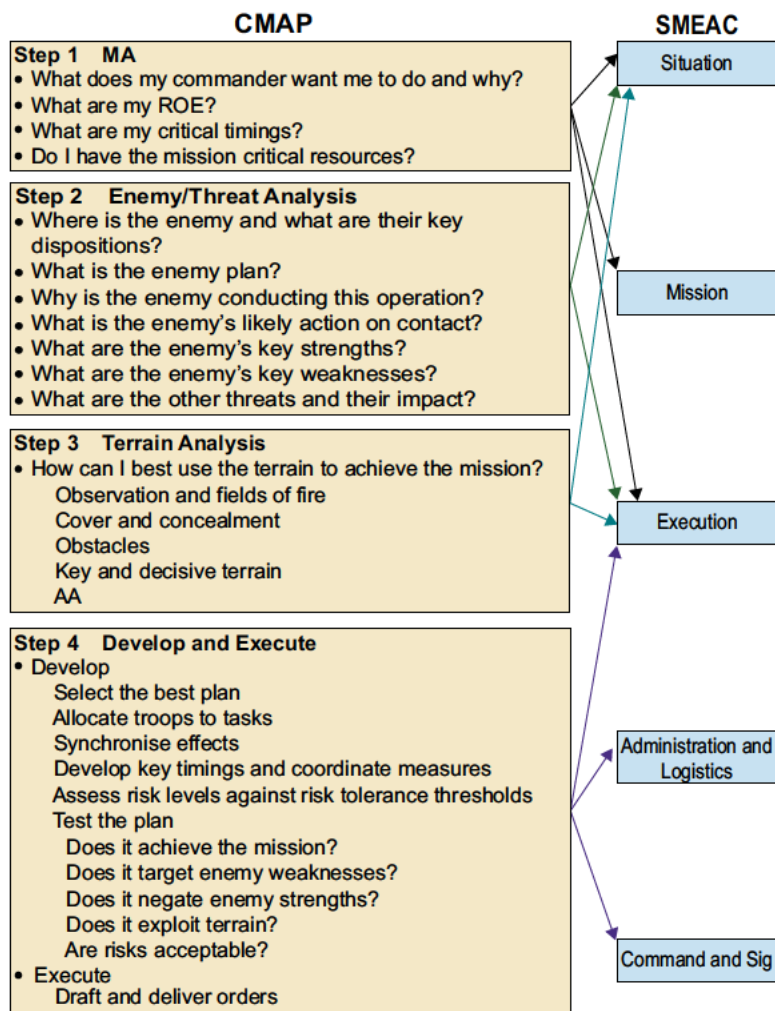 CMAP
Step 1 MA
• What does my commander want me to do and why?
• What are my ROE?
• What are my critical timings?
• Do I have the mission critical resources?
Step 2 Enemy/Threat Analysis
• Where is the enemy and what are their key
dispositions?
• What is the enemy plan?
• Why is the enemy conducting this operation?
• What is the enemy's likely action on contact?
• What are the enemy's key strengths?
• What are the enemy's key weaknesses?
• What are the other threats and their impact?
Step 3 Terrain Analysis
• How can I best use the terrain to achieve the mission?
Observation and fields of fire
Cover and concealment
Obstacles
Key and decisive terrain
AA
Step 4 Develop and Execute
• Develop
Select the best plan
Allocate troops to tasks
Synchronise effects
Develop key timings and coordinate measures
Assess risk levels against risk tolerance thresholds
Test the plan
Does it achieve the mission?
Does it target enemy weaknesses?
Does it negate enemy strengths?
Does it exploit terrain?
Are risks acceptable?
• Execute
Draft and deliver orders
SMEAC
Situation
Mission
Execution
Administration and
Logistics
Command and Sig